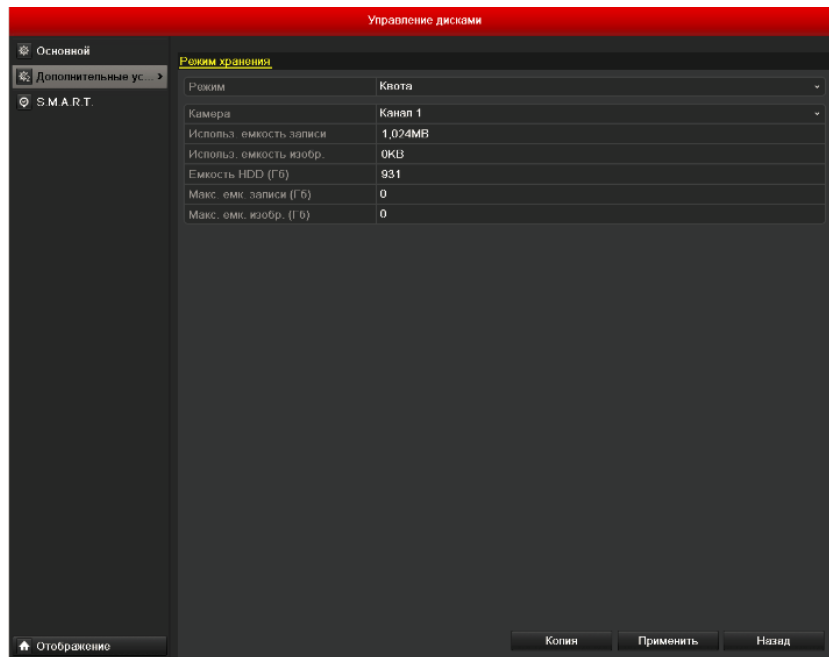 Управление дисками
Основной
Дополнительные ус... >
S.M.A.R.T.
Режим хранения
Режим Квота
Камера Канал 1
Использ. емкость записи 1,024MB
Использ. емкость изобр. 0KB
Емкость HDD (Гб) 931
Макс. емк. записи (Гб) 0
Макс. емк. изобр. (Гб) 0
Отображение
Копия Применить Назад